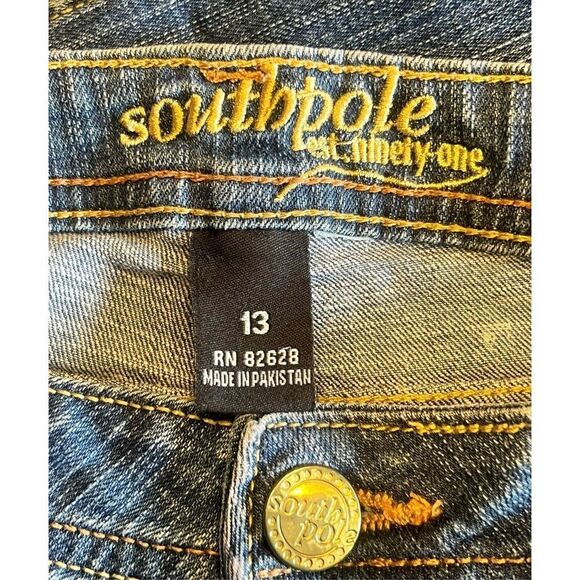 southpole
est. ninety-one
13
RN 82628
MADE IN PAKISTAN
South
pole